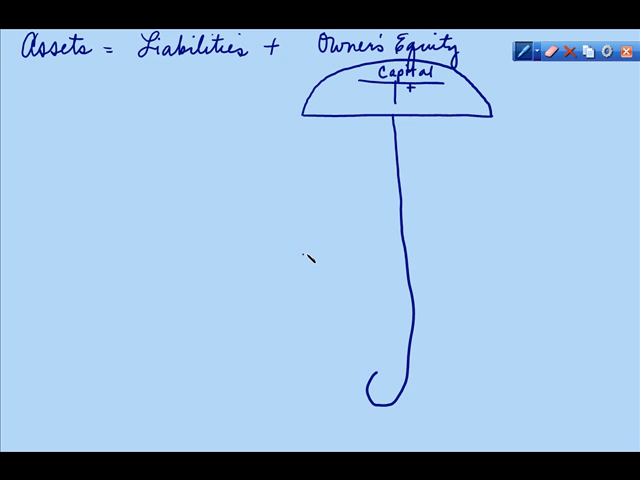 Assets = Liabilities + Owner's Equity
Capital
+